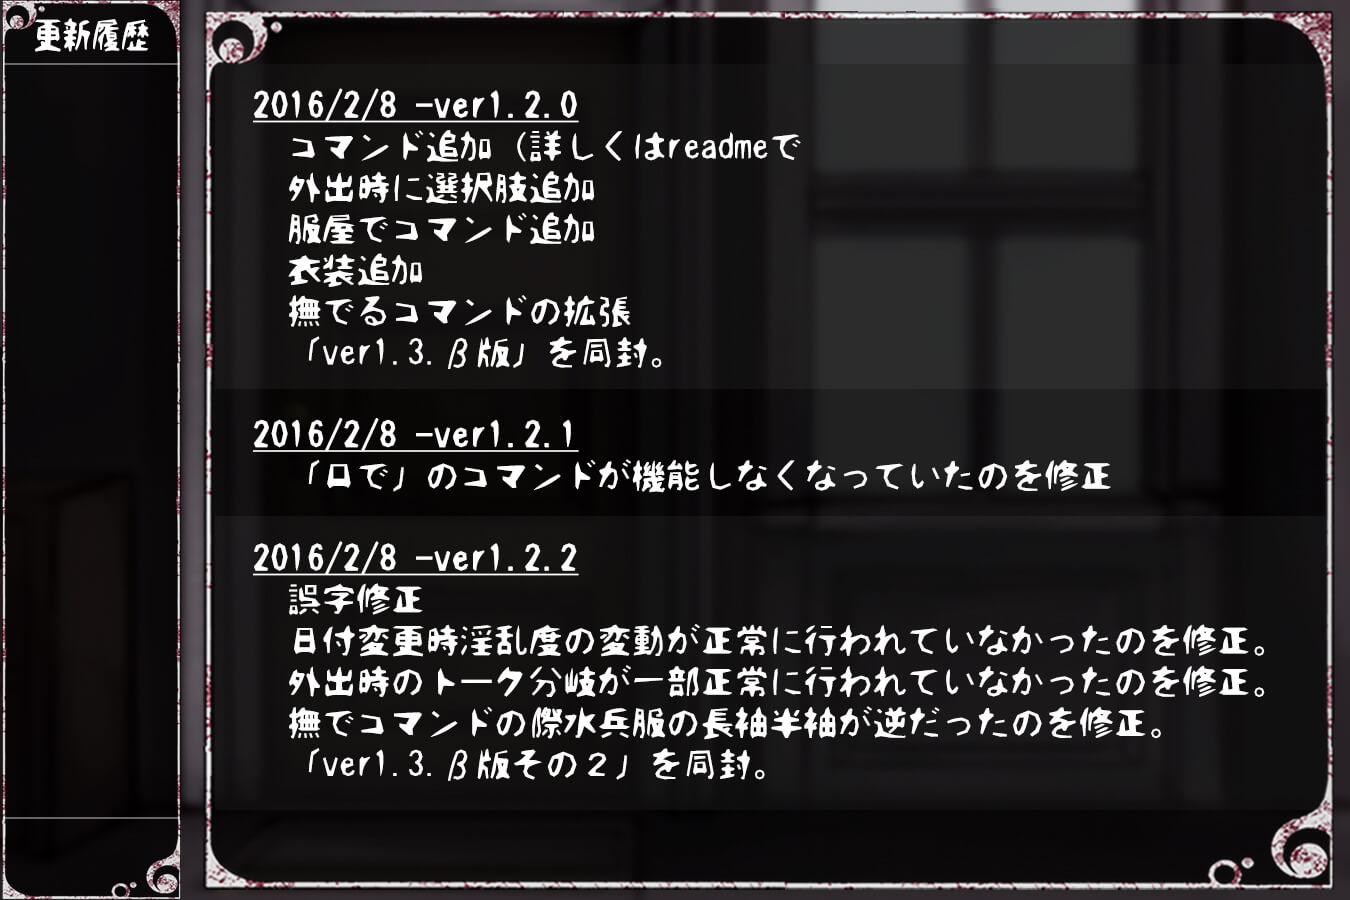 更新履歴
2016/2/8 -ver1.2.0
コマンド追加（詳しくはreadmeで
外出時に選択肢追加
服屋でコマンド追加
衣装追加
撫でるコマンドの拡張
「ver1.3.β版」を同封。
2016/2/8 -ver1.2.1
「口で」のコマンドが機能しなくなっていたのを修正
2016/2/8 -ver1.2.2
誤字修正
日付変更時淫乱度の変動が正常に行われていなかったのを修正。
外出時のトーク分岐が一部正常に行われていなかったのを修正。
撫でコマンドの際水兵服の長袖半袖が逆だったのを修正。
「ver1.3.β版その２」を同封。